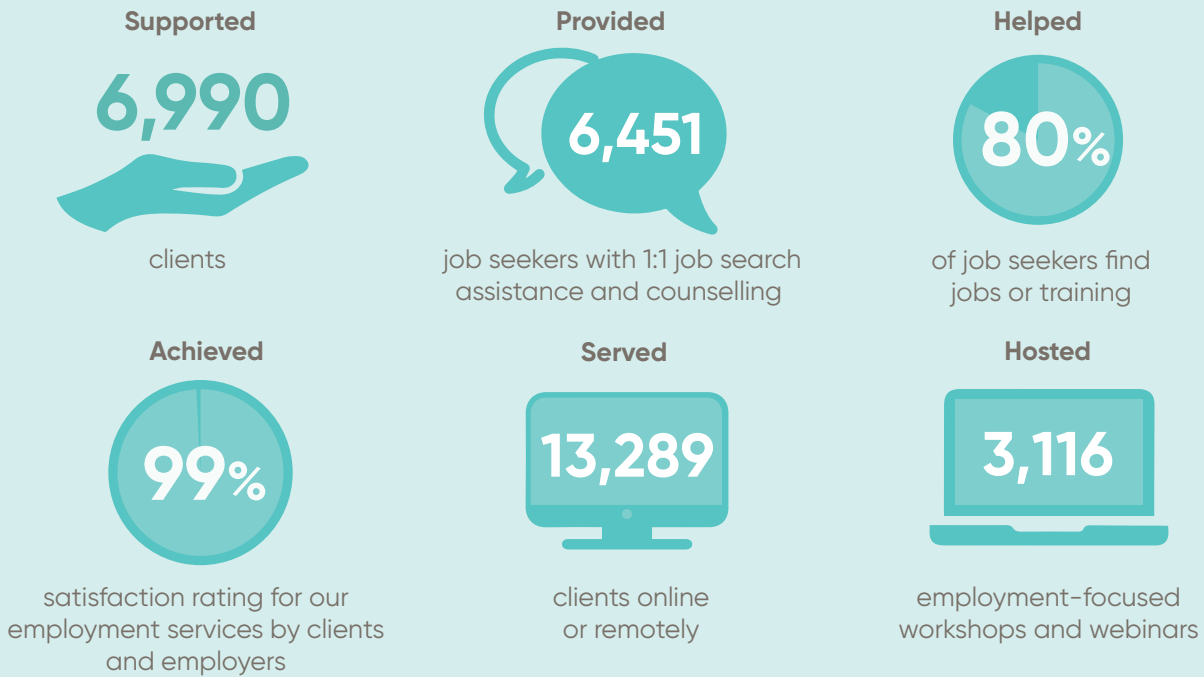 Supported
6,990
clients
Provided
6,451
job seekers with 1:1 job search
assistance and counselling
Helped
80%
of job seekers find
jobs or training
Achieved
99%
satisfaction rating for our
employment services by clients
and employers
Served
13,289
clients online
or remotely
Hosted
3,116
employment-focused
workshops and webinars